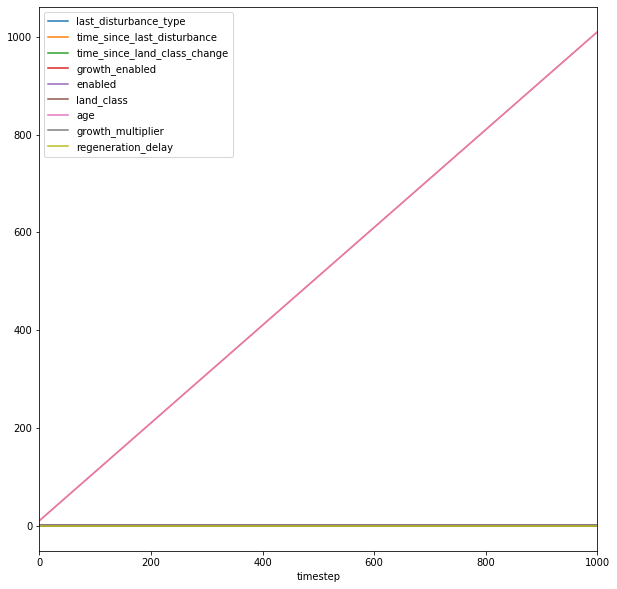 last_disturbance_type
time_since_last_disturbance
time_since_land_class_change
growth_enabled
enabled
land_class
age
growth_multiplier
regeneration_delay
1000
800
600
400
200
0
0 200 400 600 800 1000
timestep